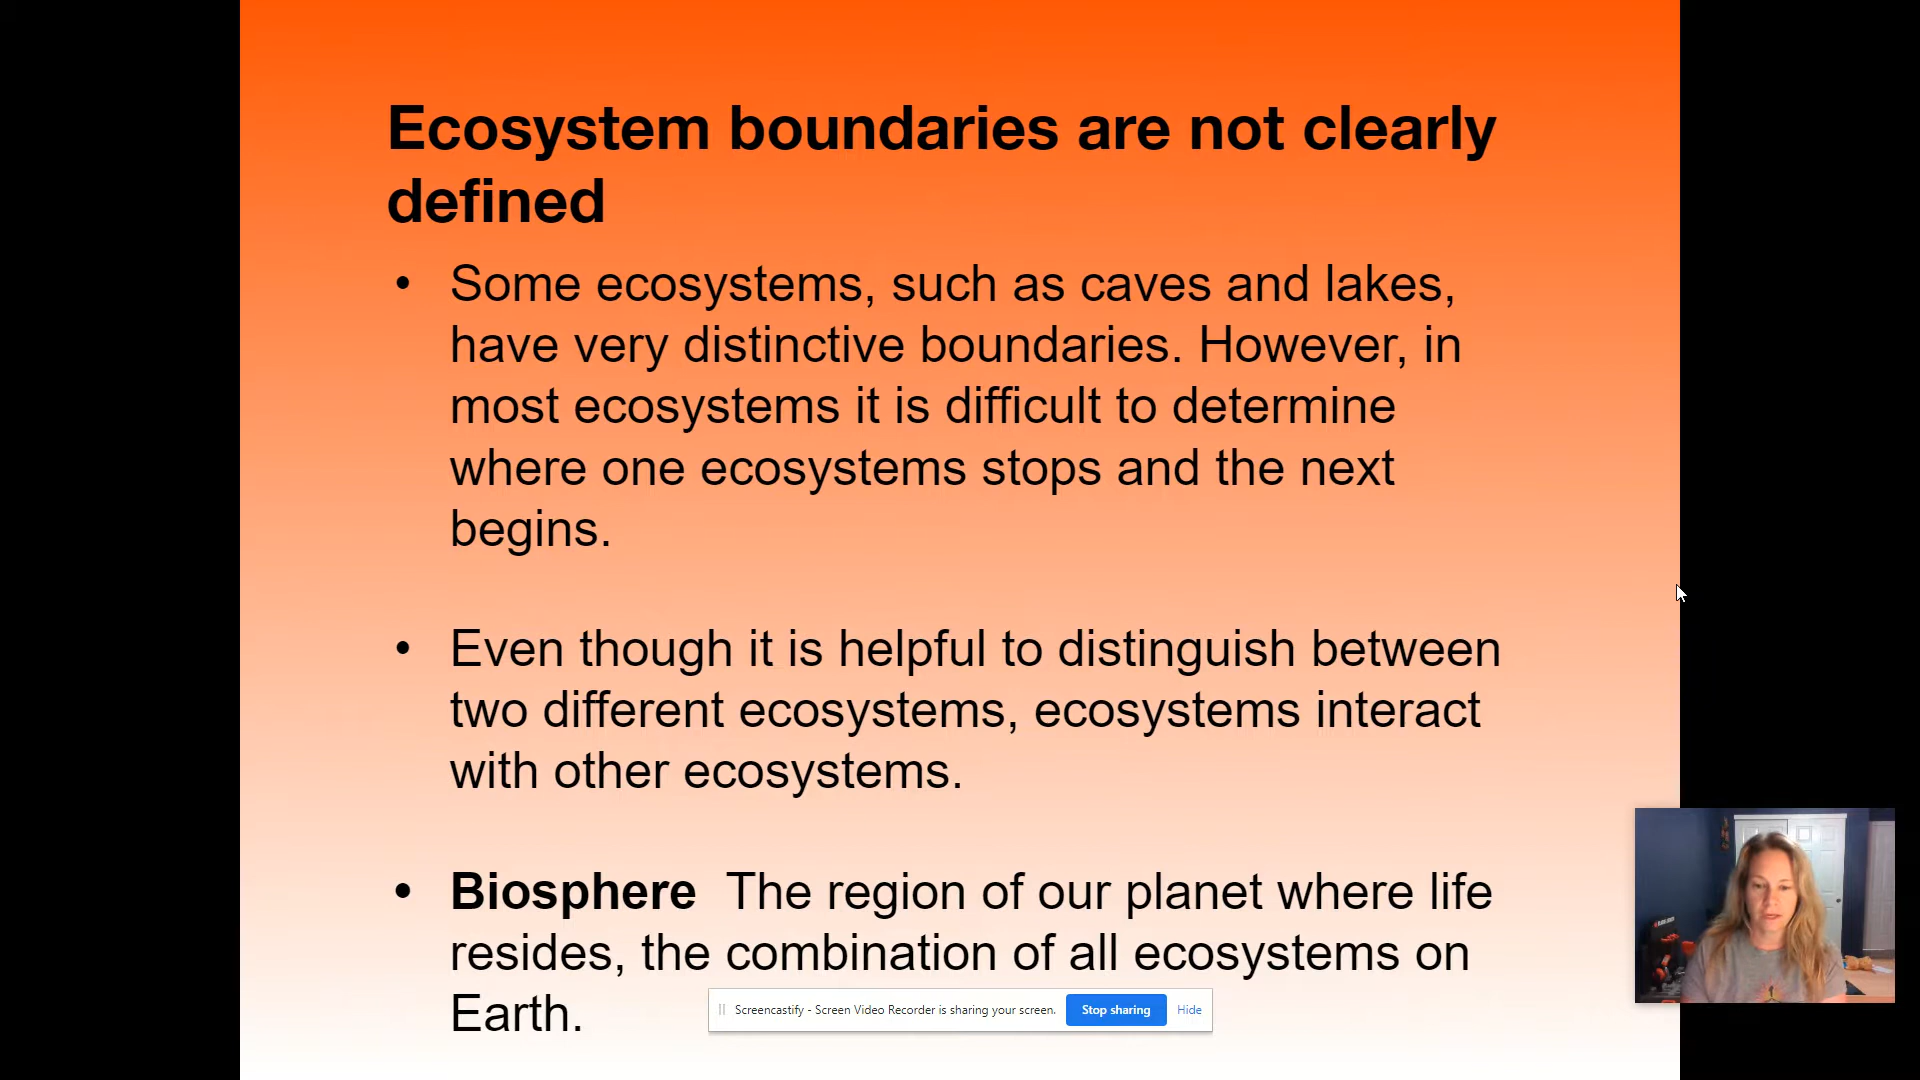 Ecosystem boundaries are not clearly
defined
• Some ecosystems, such as caves and lakes,
have very distinctive boundaries. However, in
most ecosystems it is difficult to determine
where one ecosystems stops and the next
begins.
• Even though it is helpful to distinguish between
two different ecosystems, ecosystems interact
with other ecosystems.
• Biosphere The region of our planet where life
resides, the combination of all ecosystems on
Earth.
Screencastify - Screen Video Recorder is sharing your screen. Stop sharing Hide